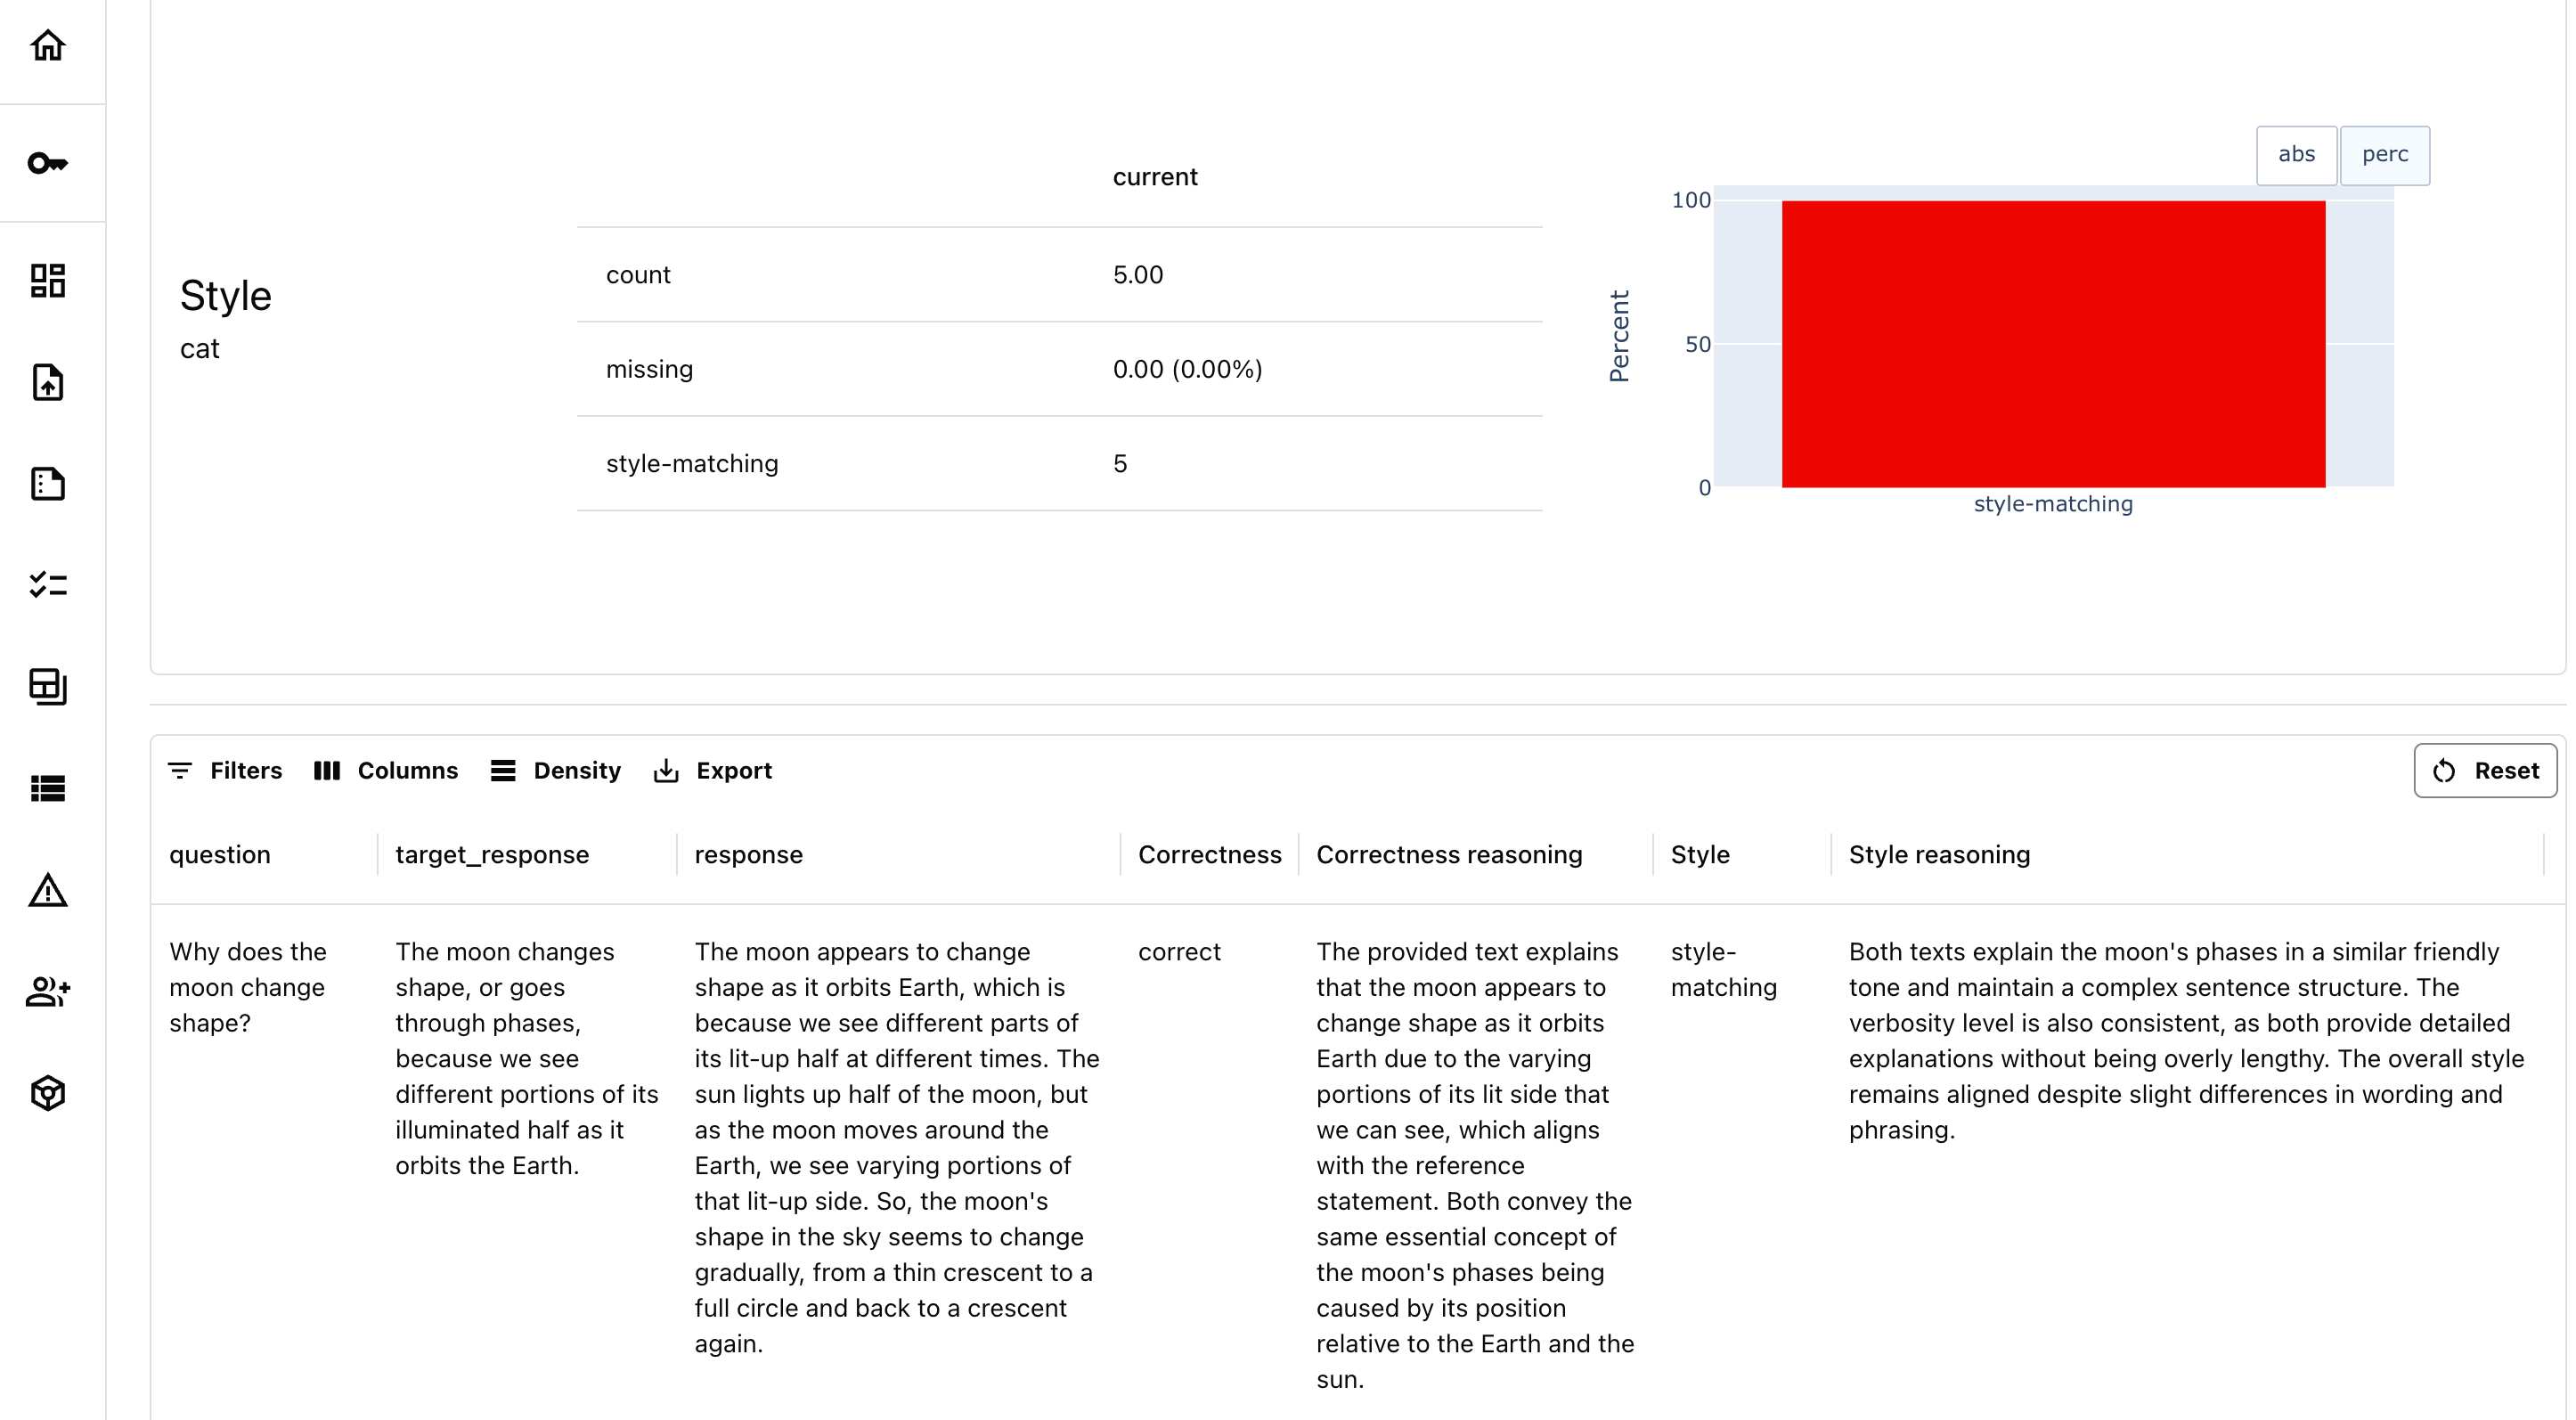 abs perc
current
Style
cat
count 5.00
missing 0.00 (0.00%)
style-matching 5
Percent
100
50
0
style-matching
Filters Columns Density Export Reset
question target_response response Correctness Correctness reasoning Style Style reasoning
Why does the
moon change
shape?
The moon changes
shape, or goes
through phases,
because we see
different portions of its
illuminated half as it
orbits the Earth.
The moon appears to change
shape as it orbits Earth, which is
because we see different parts of
its lit-up half at different times. The
sun lights up half of the moon, but
as the moon moves around the
Earth, we see varying portions of
that lit-up side. So, the moon's
shape in the sky seems to change
gradually, from a thin crescent to a
full circle and back to a crescent
again.
correct
The provided text explains
that the moon appears to
change shape as it orbits
Earth due to the varying
portions of its lit side that
we can see, which aligns
with the reference
statement. Both convey the
same essential concept of
the moon's phases being
caused by its position
relative to the Earth and the
sun.
style-
matching
Both texts explain the moon's phases in a similar friendly
tone and maintain a complex sentence structure. The
verbosity level is also consistent, as both provide detailed
explanations without being overly lengthy. The overall style
remains aligned despite slight differences in wording and
phrasing.